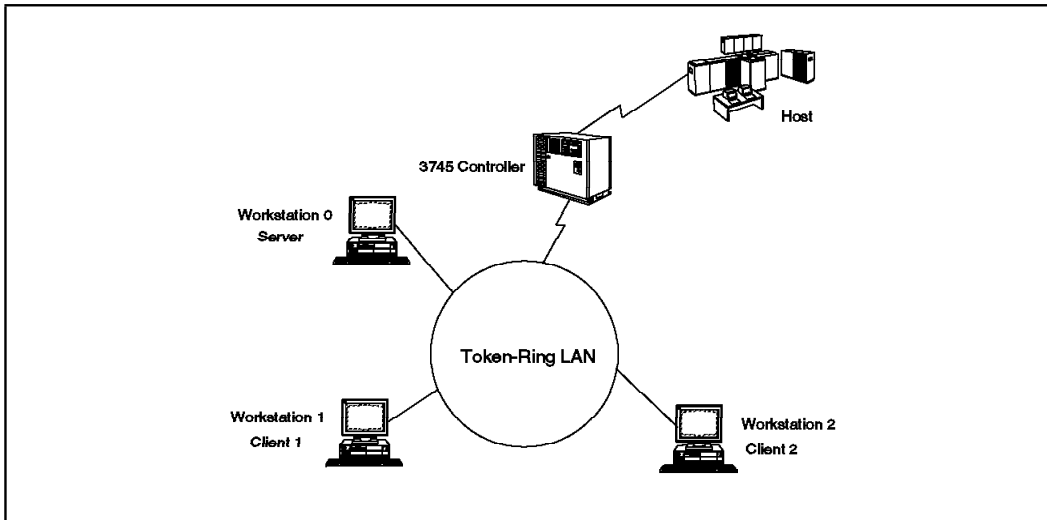 Host
3745 Controller
Workstation 0
Server
Token-Ring LAN
Workstation 1
Client 1
Workstation 2
Client 2